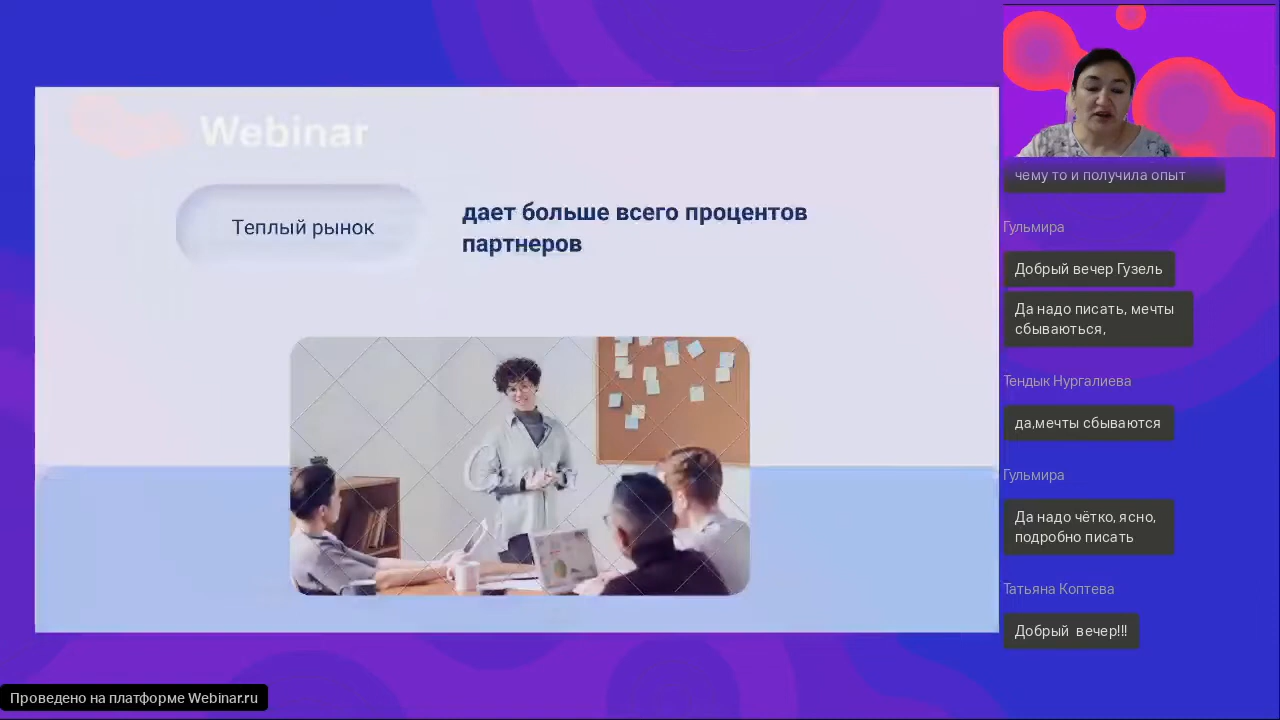 Webinar
Теплый рынок
дает больше всего процентов
партнеров
Canva
чему то и получила опыт
Гульмира
Добрый вечер Гузель
Да надо писать, мечты
сбываються,
Тендык Нургалиева
да.мечты сбываются
Гульмира
Да надо чётко, ясно,
подробно писать
Татьяна Коптева
Добрый вечер!!!
Проведено на платформе Webinar.ru